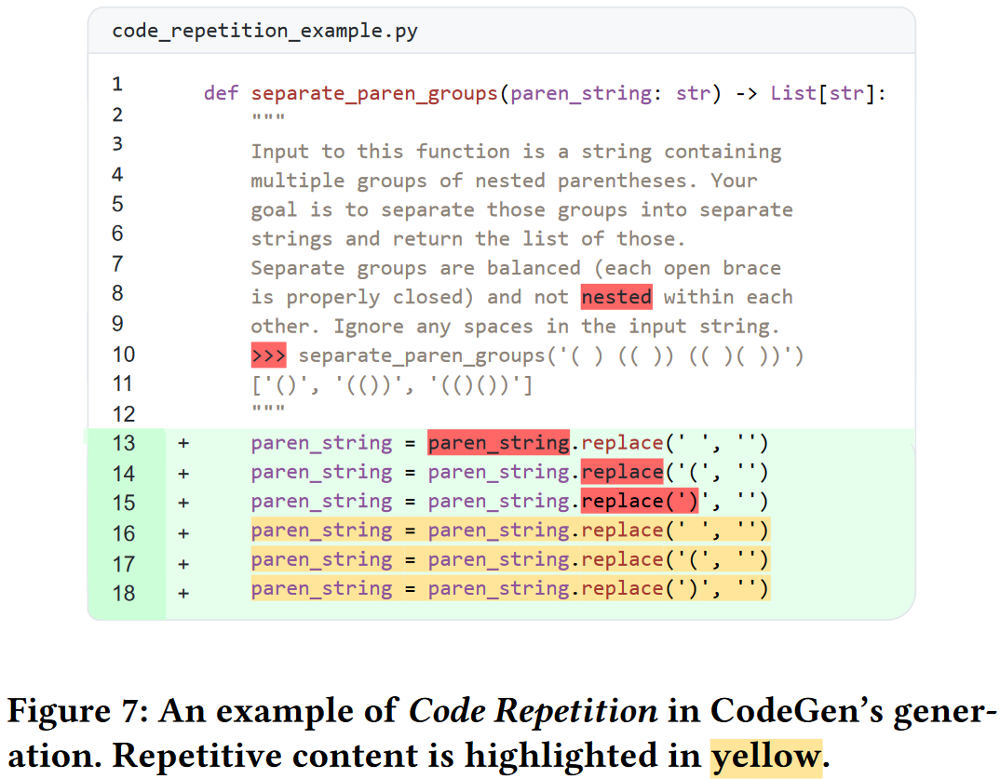 code_repetition_example.py
1 def separate_paren_groups(paren_string: str) -> List[str]:
2 """
3 Input to this function is a string containing
4 multiple groups of nested parentheses. Your
5 goal is to separate those groups into separate
6 strings and return the list of those.
7 Separate groups are balanced (each open brace
8 is properly closed) and not nested within each
9 other. Ignore any spaces in the input string.
10 >>> separate_paren_groups('( ) (( )) (( )( ))')
11 ['()', '(())', '(()())']
12 """
13 + paren_string = paren_string.replace(' ', '')
14 + paren_string = paren_string.replace('(', '')
15 + paren_string = paren_string.replace(')', '')
16 + paren_string = paren_string.replace(' ', '')
17 + paren_string = paren_string.replace('(', '')
18 + paren_string = paren_string.replace(')', '')
Figure 7: An example of Code Repetition in CodeGen's gener-
ation. Repetitive content is highlighted in yellow.